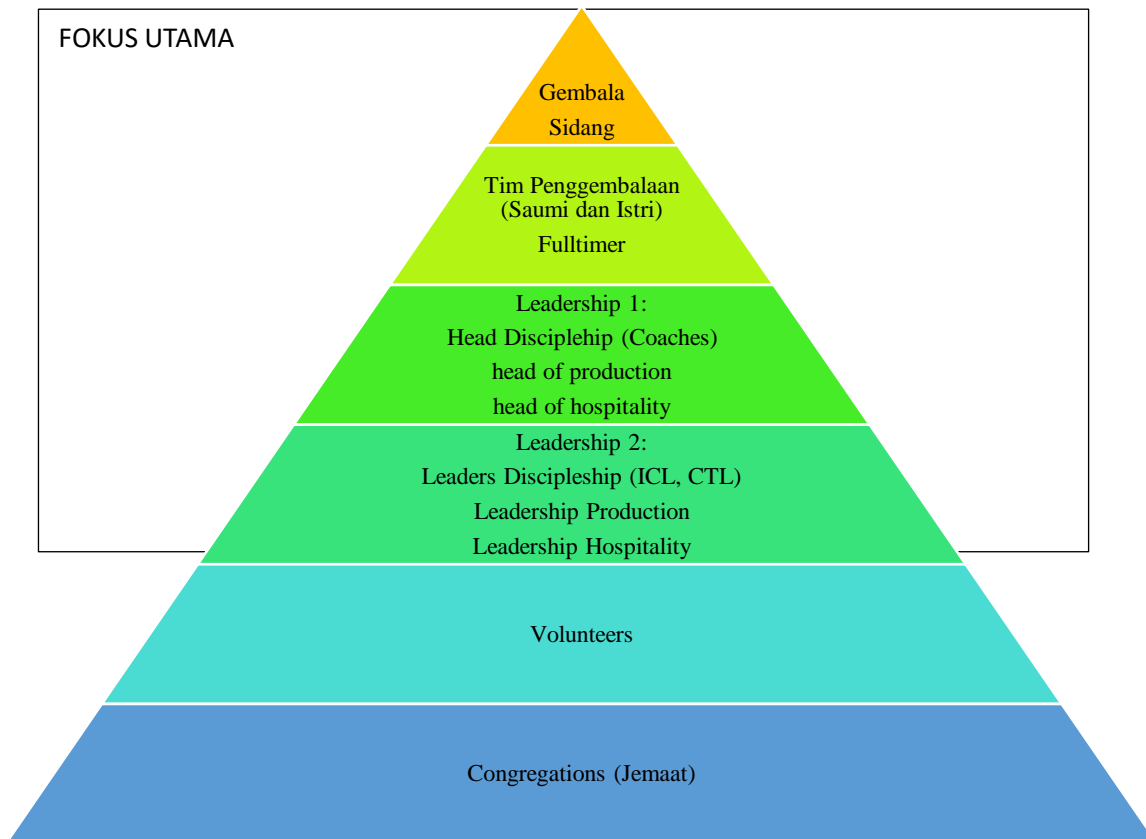 FOKUS UTAMA
Gembala
Sidang
Tim Penggembalaan
(Saumi dan Istri)
Fulltimer
Leadership 1:
Head Disciplehip (Coaches)
head of production
head of hospitality
Leadership 2:
Leaders Discipleship (ICL, CTL)
Leadership Production
Leadership Hospitality
Volunteers
Congregations (Jemaat)